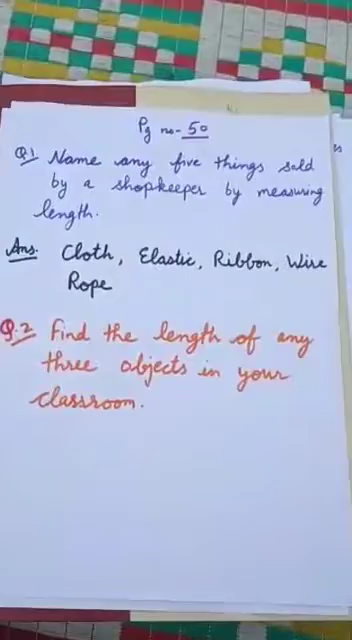 Pg no- 50
Q1 Name any five things sold
by a shopkeeper by measuring
length.
Ans. Cloth, Elastic, Ribbon, Wire
Rope
Q.2 Find the length of any
three objects in your
classroom.